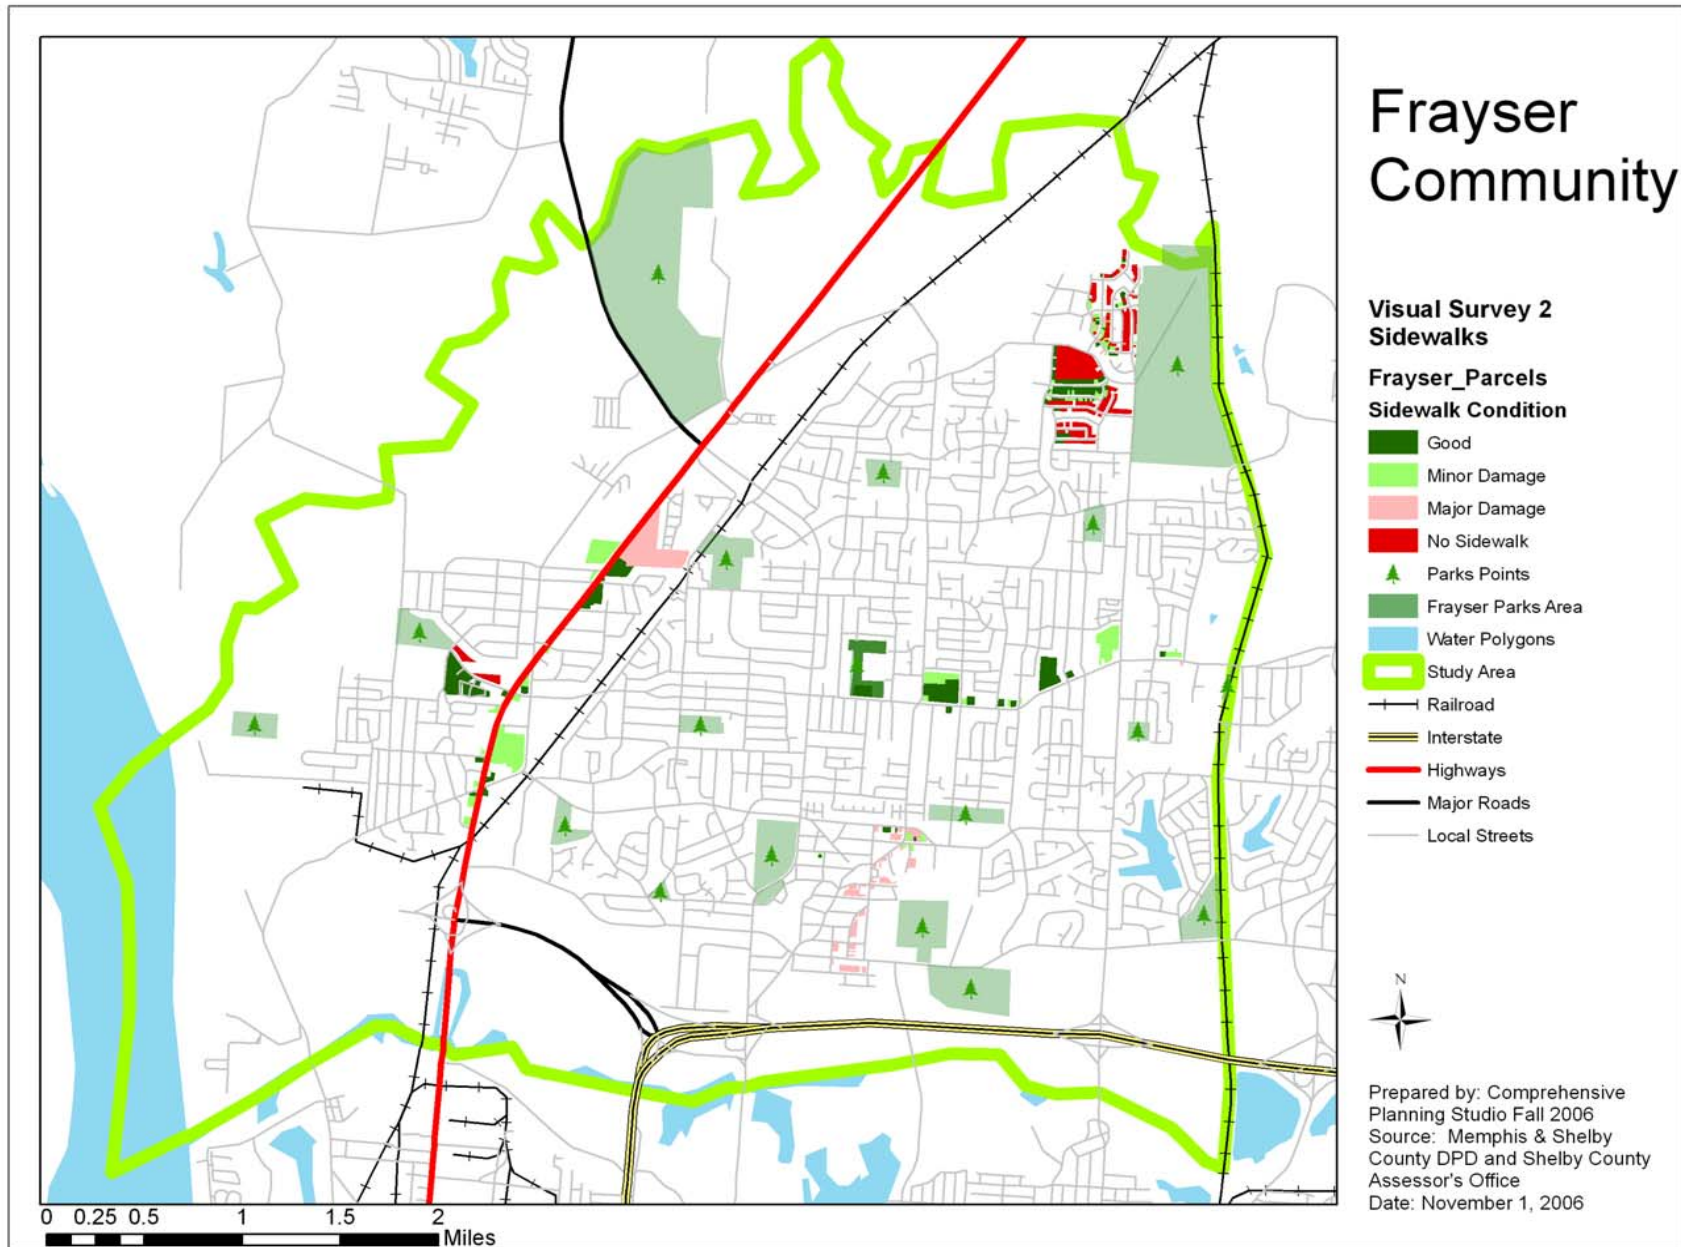 Frayser
Community
Visual Survey 2
Sidewalks
Frayser_Parcels
Sidewalk Condition
Good
Minor Damage
Major Damage
No Sidewalk
Parks Points
Frayser Parks Area
Water Polygons
Study Area
Railroad
Interstate
Highways
Major Roads
Local Streets
N
Prepared by: Comprehensive
Planning Studio Fall 2006
Source: Memphis & Shelby
County DPD and Shelby County
Assessor's Office
Date: November 1, 2006
0 0.25 0.5 1 1.5 2
Miles